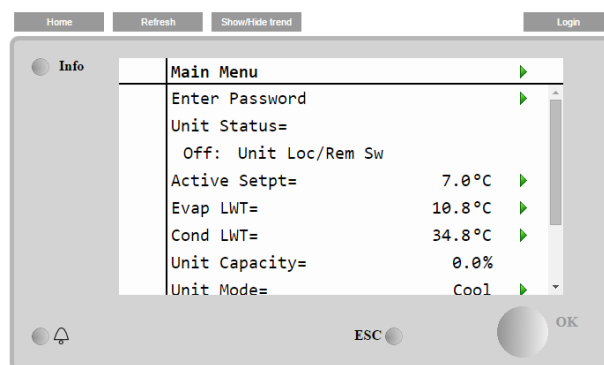 Home Refresh Show/Hide trend Login
Info
Main Menu
Enter Password
Unit Status=
Off: Unit Loc/Rem Sw
Active Setpt= 7.0°C
Evap LWT= 10.8°C
Cond LWT= 34.8°C
Unit Capacity= 0.0%
Unit Mode= Cool
ESC OK